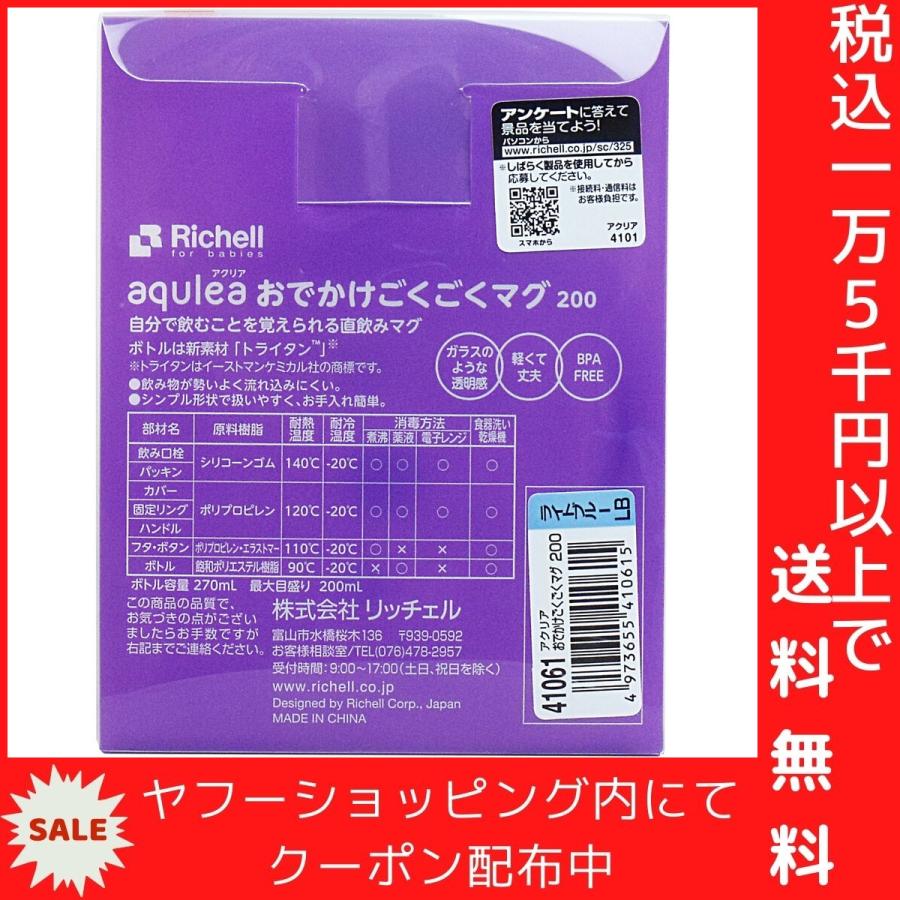 税込一万5千円以上で
送料無料
アンケートに答えて
景品を当てよう!
パソコンから
www.richell.co.jp/sc/325
※しばらく製品を使用してから
応募してください。
※接続料・通信料は
お客様負担です。
スマホから
アクリア
4101
Richell
for babies
アクリア
aqulea おでかけごくごくマグ 200
自分で飲むことを覚えられる直飲みマグ
ボトルは新素材「トライタン™」※
※トライタンはイーストマンケミカル社の商標です。
●飲み物が勢いよく流れ込みにくい。
●シンプル形状で扱いやすく、お手入れ簡単。
ガラスの
ような
透明感
軽くて
丈夫
BPA
FREE
部材名 原料樹脂 耐熱温度 耐冷温度 消毒方法 食器洗い乾燥機
煮沸 薬液 電子レンジ
飲み口栓
パッキン
シリコーンゴム 140℃ -20℃ ○ ○ ○ ○
カバー
固定リング
ハンドル
ポリプロピレン 120℃ -20℃ ○ ○ ○ ○
フタ・ボタン ポリプロピレン・エラストマー 110℃ -20℃ ○ × × ○
ボトル 飽和ポリエステル樹脂 90℃ -20℃ × ○ × ○
ボトル容量 270mL 最大目盛り 200mL
この商品の品質で、
お気づきの点がござい
ましたらお手数ですが
右記までご連絡ください。
株式会社 リッチェル
富山市水橋桜木136 〒939-0592
お客様相談室/TEL(076)478-2957
受付時間:9:00~17:00(土日、祝日を除く)
www.richell.co.jp
Designed by Richell Corp., Japan
MADE IN CHINA
ライトブルー
LB
アクリア
41061 おでかけごくごくマグ 200
4 973655 410615
SALE
ヤフーショッピング内にて
クーポン配布中